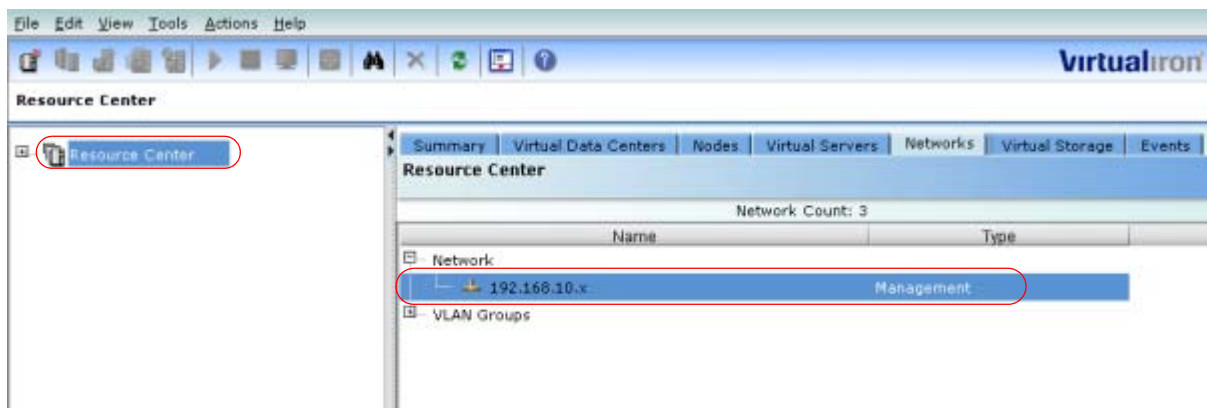 File Edit View Tools Actions Help
Virtualiron
Resource Center
Resource Center
Summary Virtual Data Centers Nodes Virtual Servers Networks Virtual Storage Events
Resource Center
Network Count: 3
Name Type
Network
192.168.10.x Management
VLAN Groups